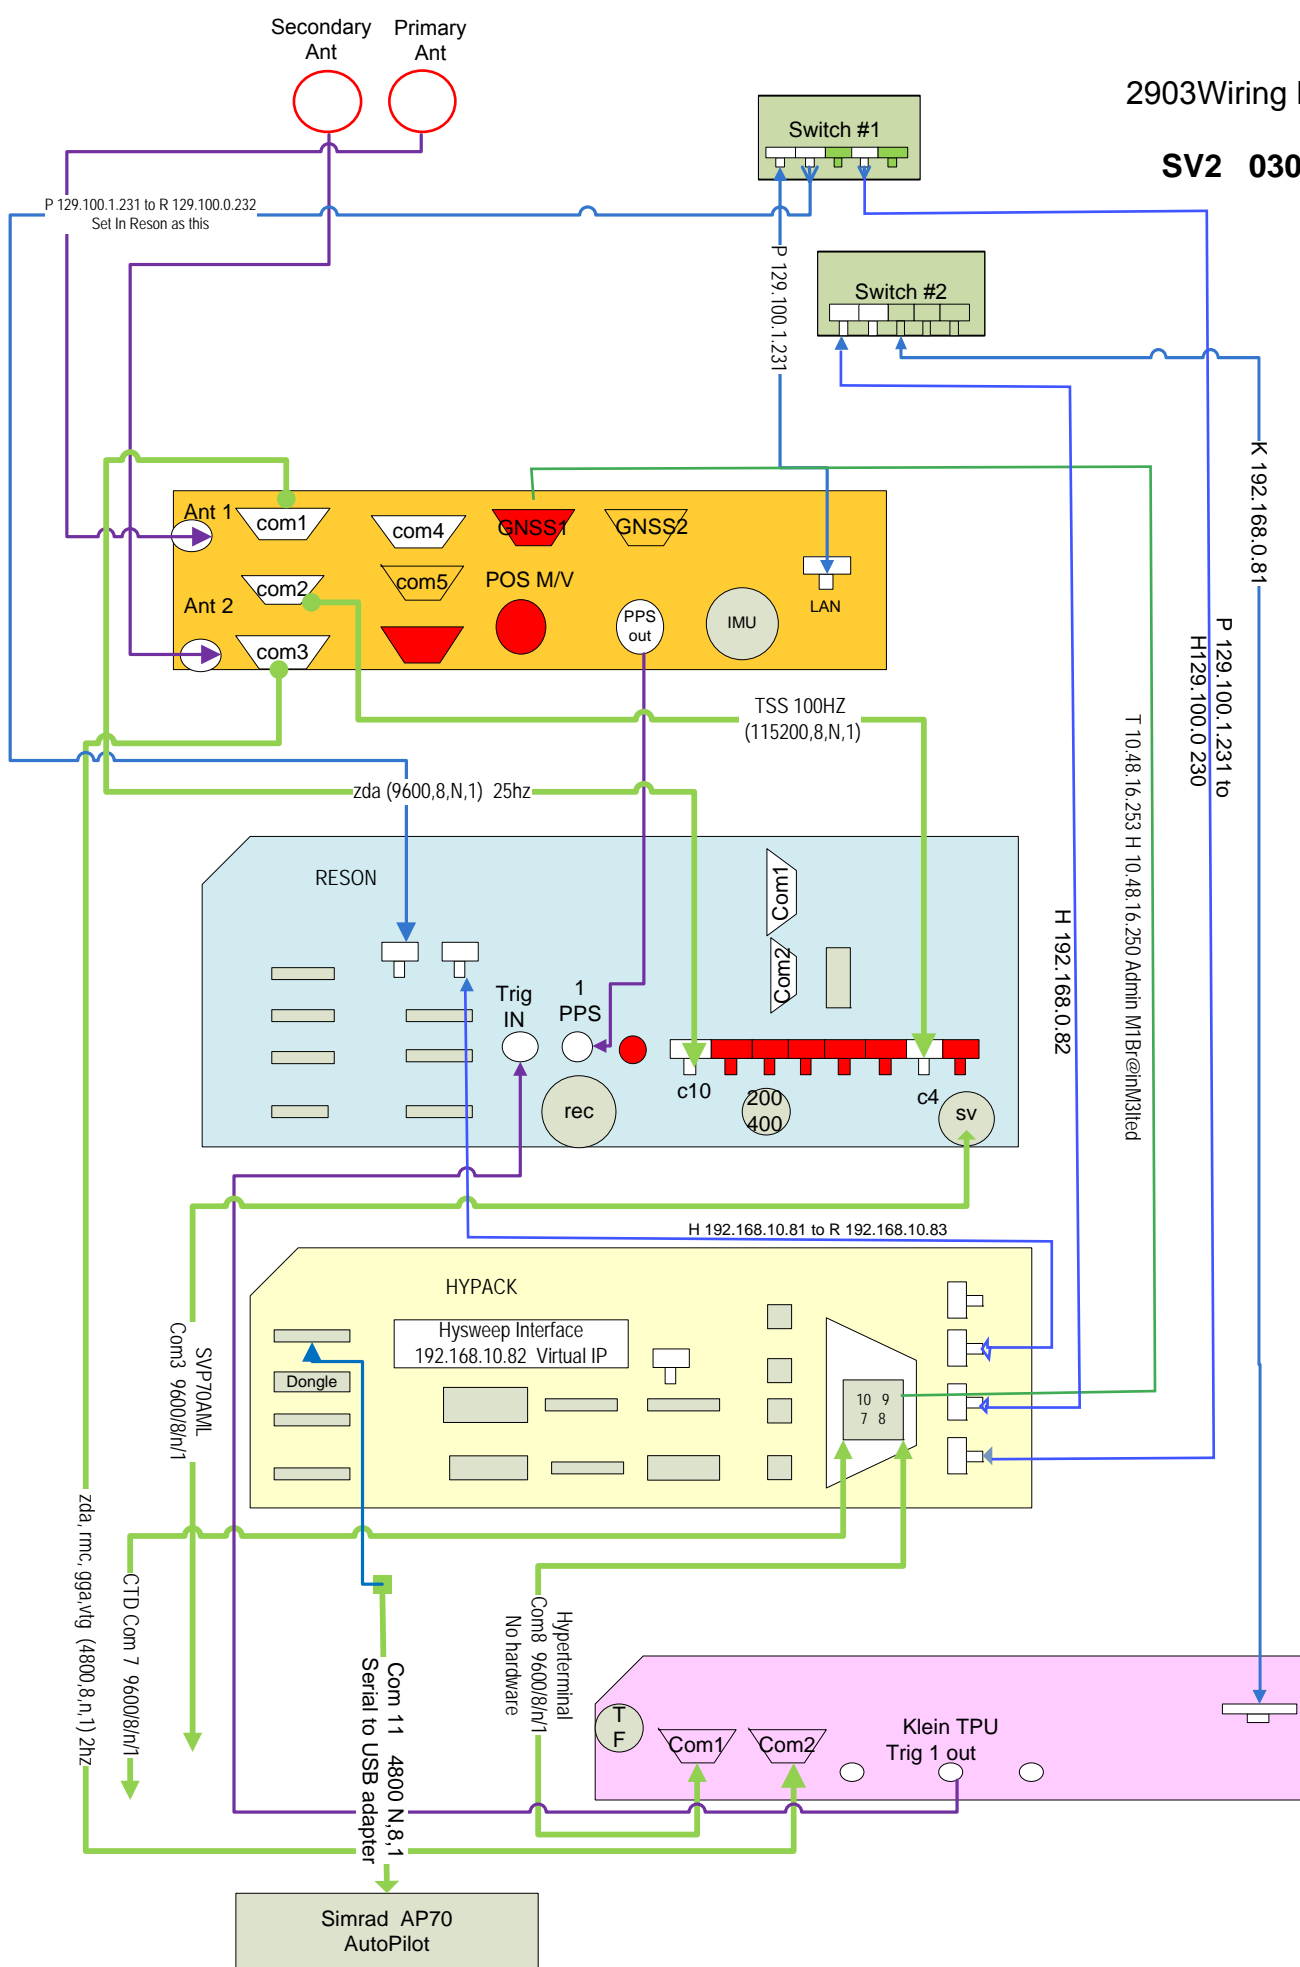 Secondary
Ant
Primary
Ant
2903Wiring
SV2 030
Switch #1
P 129.100.1.231 to R 129.100.0.232
Set In Reson as this
P 129.100.1.231
Switch #2
K 192.168.0.81
Ant 1
com1
com4
GNSS1
GNSS2
com2
com5
POS M/V
Ant 2
PPS
out
IMU
LAN
com3
TSS 100HZ
(115200,8,N,1)
P 129.100.1.231 to
H129.100.0 230
T 10.48.16.253 H 10.48.16.250 Admin M1Br@inM3lted
zda (9600,8,N,1) 25hz
RESON
Com1
Com2
H 192.168.0.82
Trig
IN
1
PPS
c10
200
400
c4
rec
sv
H 192.168.10.81 to R 192.168.10.83
HYPACK
Hysweep Interface
192.168.10.82 Virtual IP
Dongle
10 9
7 8
SVP70AML
Com3 9600/8/n/1
zda, rmc, gga,vtg (4800,8,n,1) 2hz
CTD Com 7 9600/8/n/1
Com 11 4800 N,8,1
Serial to USB adapter
Hyperterminal
Com8 9600/8/n/1
No hardware
T
F
Com1
Com2
Klein TPU
Trig 1 out
Simrad AP70
AutoPilot